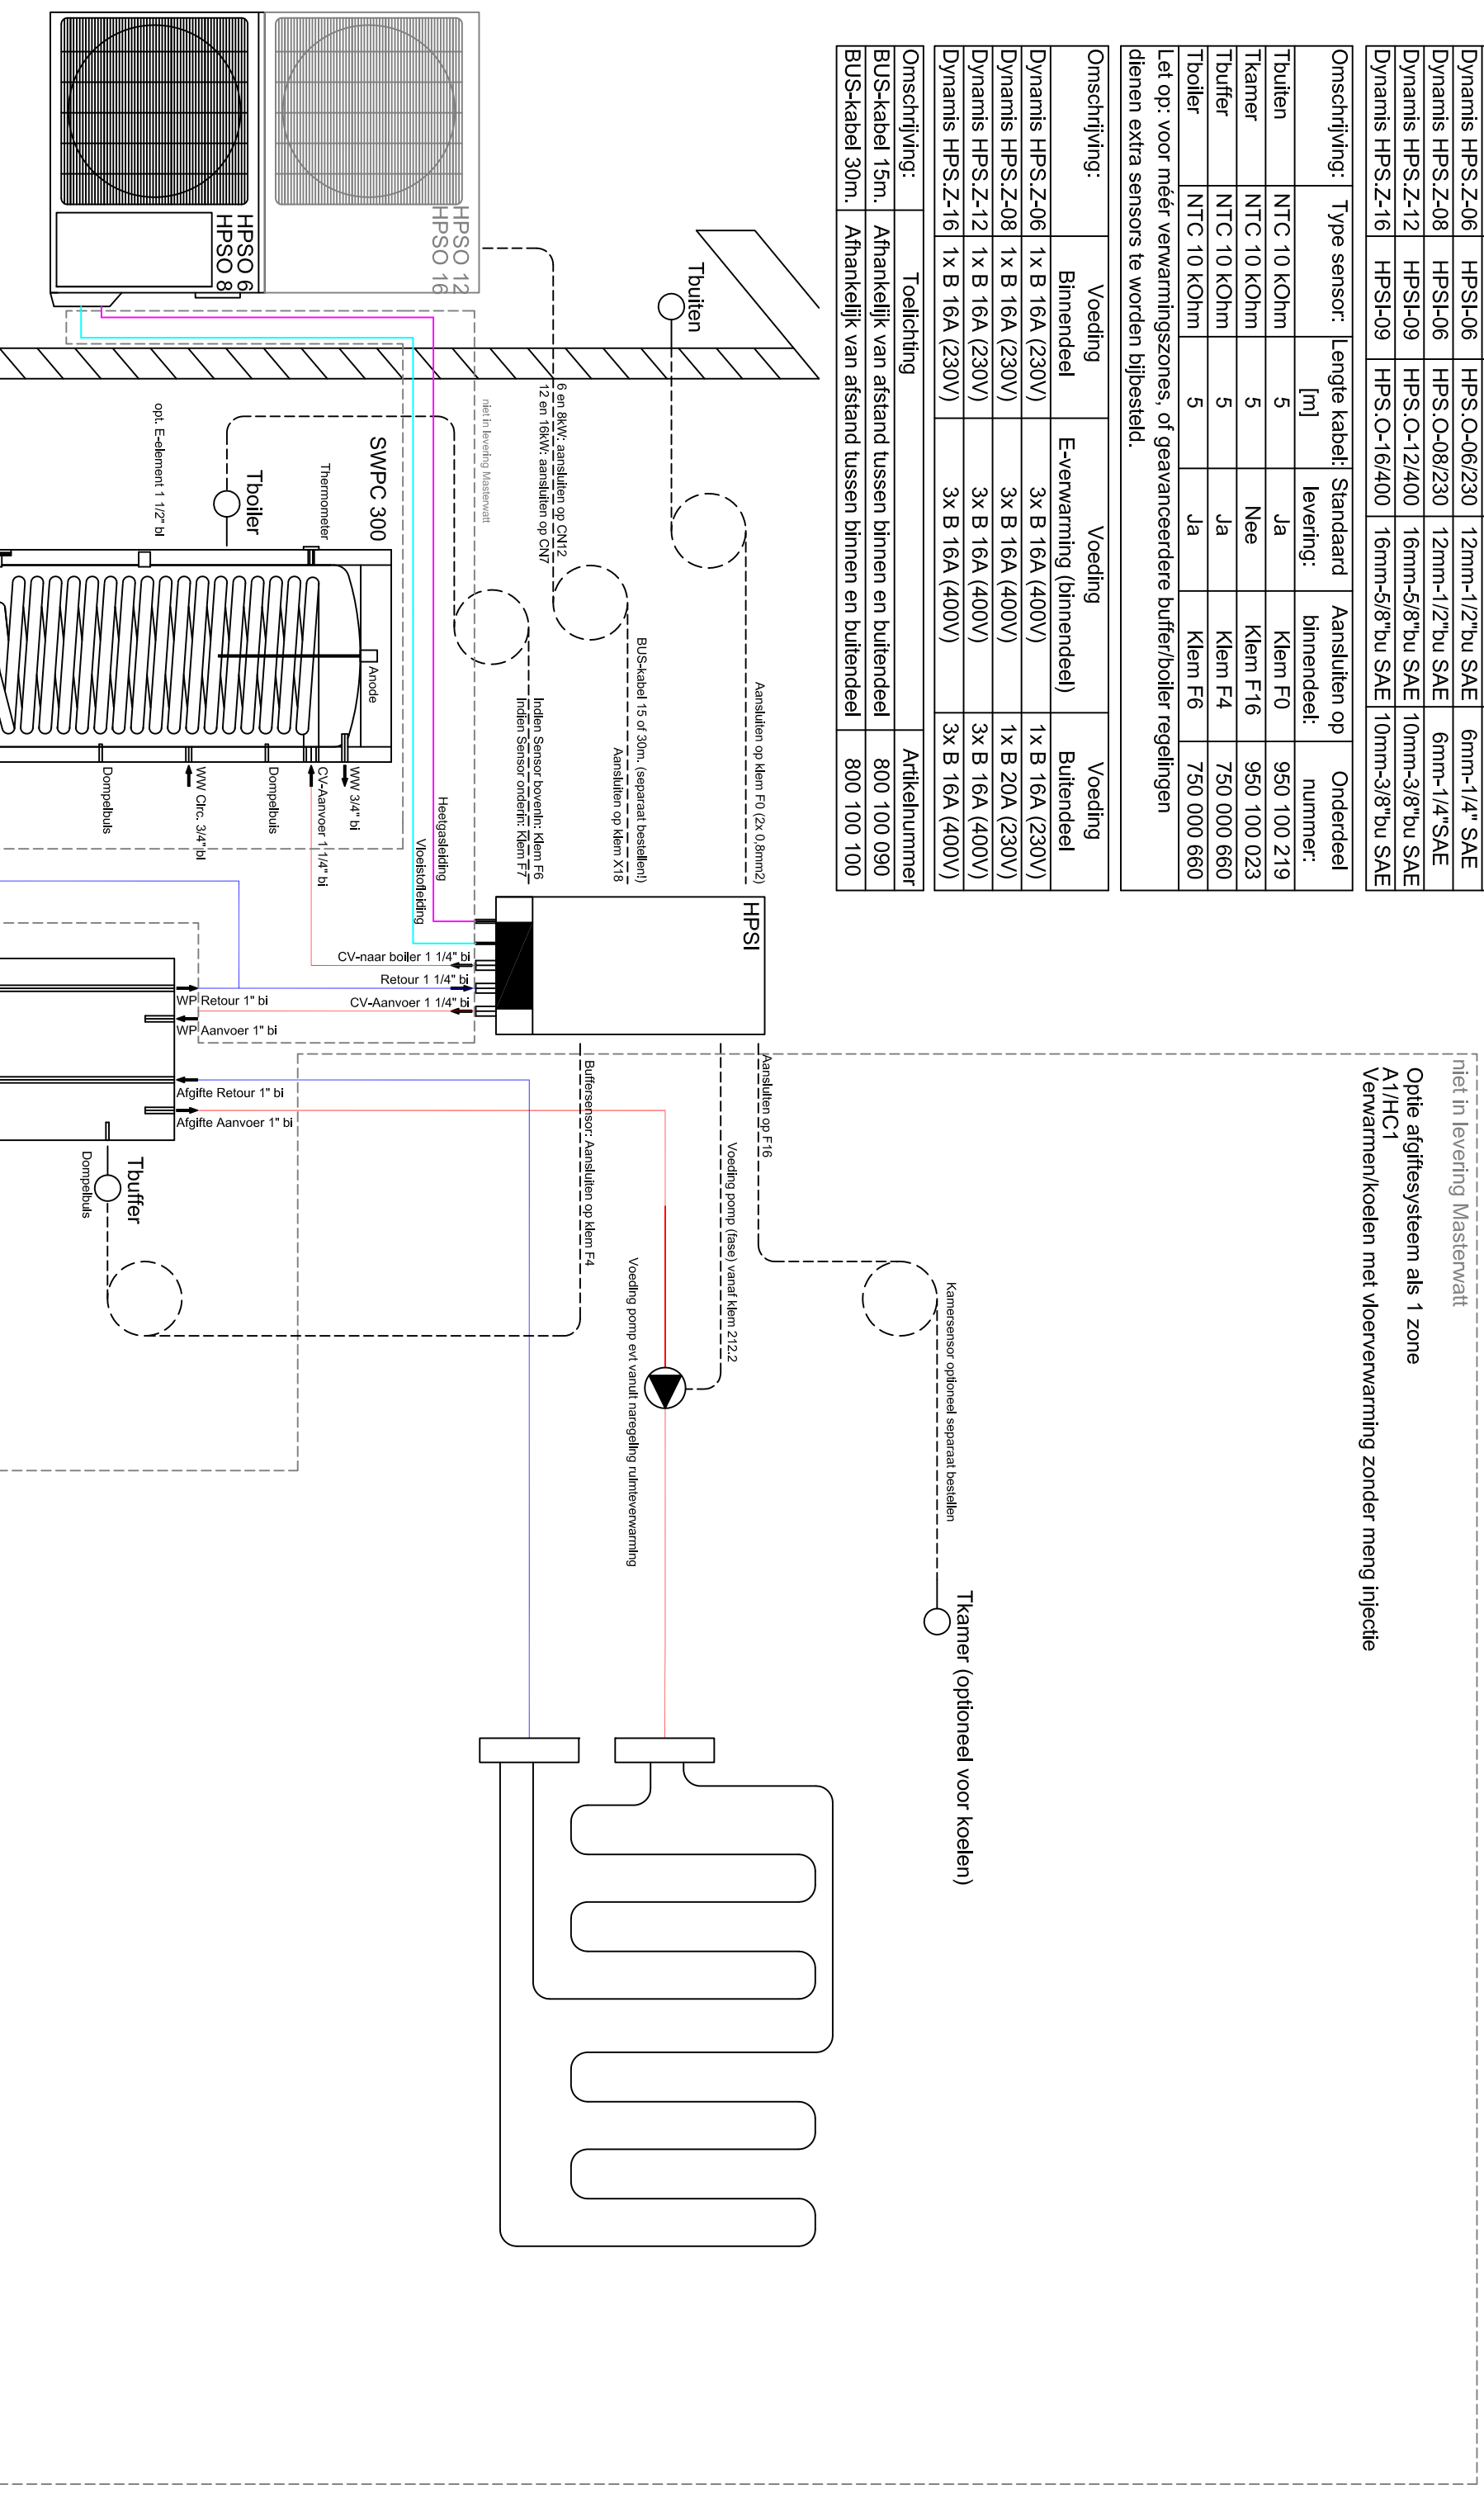 Dynamis HPS.Z-06 HPSI-06 HPS.O-06/230 12mm-1/2"bu SAE 6mm-1/4" SAE
Dynamis HPS.Z-08 HPSI-06 HPS.O-08/230 12mm-1/2"bu SAE 6mm-1/4"SAE
Dynamis HPS.Z-12 HPSI-09 HPS.O-12/400 16mm-5/8"bu SAE 10mm-3/8"bu SAE
Dynamis HPS.Z-16 HPSI-09 HPS.O-16/400 16mm-5/8"bu SAE 10mm-3/8"bu SAE
Omschrijving: Type sensor: Lengte kabel: Standaard Aansluiten op Onderdeel
[m] levering: binnendeel: nummer:
Tbuiten NTC 10 kOhm 5 Ja Klem F0 950 100 219
Tkamer NTC 10 kOhm 5 Nee Klem F16 950 100 023
Tbuffer NTC 10 kOhm 5 Ja Klem F4 750 000 660
Tboiler NTC 10 kOhm 5 Ja Klem F6 750 000 660
Let op: voor méér verwarmingszones, of geavanceerdere buffer/boiler regelingen
dienen extra sensors te worden bijbesteld.
Omschrijving: Voeding Voeding Voeding
Binnendeel E-verwarming (binnendeel) Buitendeel
Dynamis HPS.Z-06 1x B 16A (230V) 3x B 16A (400V) 1x B 16A (230V)
Dynamis HPS.Z-08 1x B 16A (230V) 3x B 16A (400V) 1x B 20A (230V)
Dynamis HPS.Z-12 1x B 16A (230V) 3x B 16A (400V) 3x B 16A (400V)
Dynamis HPS.Z-16 1x B 16A (230V) 3x B 16A (400V) 3x B 16A (400V)
Omschrijving: Toelichting Artikelnummer
BUS-kabel 15m. Afhankelijk van afstand tussen binnen en buitendeel 800 100 090
BUS-kabel 30m. Afhankelijk van afstand tussen binnen en buitendeel 800 100 100
niet in levering Masterwatt
Optie afgiftesysteem als 1 zone
A1/HC1
Verwarmen/koelen met vloerverwarming zonder meng injectie
Tkamer (optioneel voor koelen)
Kamersensor optioneel separaat bestellen
Aansluiten op F16
Voeding pomp (fase) vanaf klem 212.2
Voeding pomp evt vanuit naregeling ruimteverwarming
Buffersensor: Aansluiten op klem F4
HPSI
Aansluiten op klem F0 (2x 0,8mm2)
Tbuiten
BUS-kabel 15 of 30m. (separaat bestellen!)
Aansluiten op klem X18
6 en 8kW: aansluiten op CN12
12 en 16kW: aansluiten op CN7
Indien Sensor bovenin: Klem F6
Indien Sensor onderin: Klem F7
niet in levering Masterwatt
Heetgasleiding
Vloeistofleiding
HPSO 12
HPSO 16
HPSO 6
HPSO 8
SWPC 300
Thermometer
Tboiler
opt. E-element 1 1/2" bi
Anode
WW 3/4" bi
CV-Aanvoer 1 1/4" bi
Dompelbuis
WW Circ. 3/4" bi
Dompelbuis
CV-naar boiler 1 1/4" bi
Retour 1 1/4" bi
CV-Aanvoer 1 1/4" bi
WP Retour 1" bi
WP Aanvoer 1" bi
Afgifte Retour 1" bi
Afgifte Aanvoer 1" bi
Tbuffer
Dompelbuis